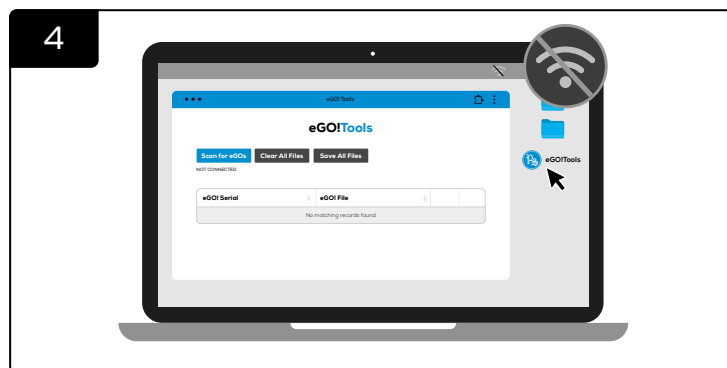 4
eGO! Tools
eGO!Tools
Scan for eGOs Clear All Files Save All Files
NOT CONNECTED
eGO! Serial eGO! File
No matching records found
eGO!Tools